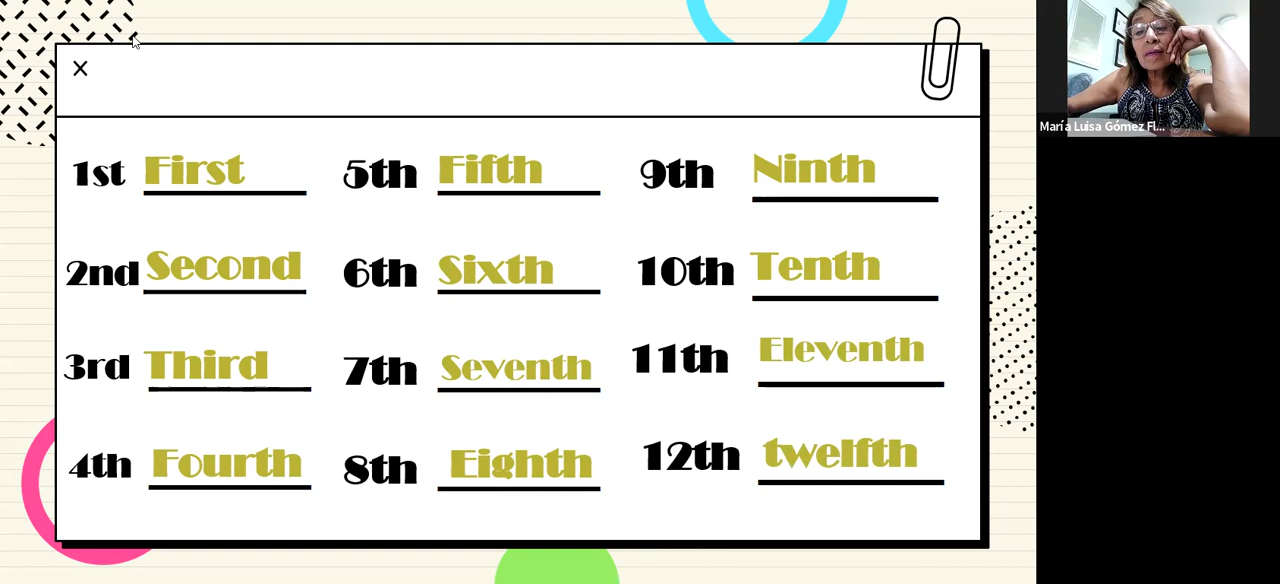 X
1st First 5th Fifth 9th Ninth
2nd Second 6th Sixth 10th Tenth
3rd Third 7th Seventh 11th Eleventh
4th Fourth 8th Eighth 12th twelfth
María Luisa Gómez Fl...